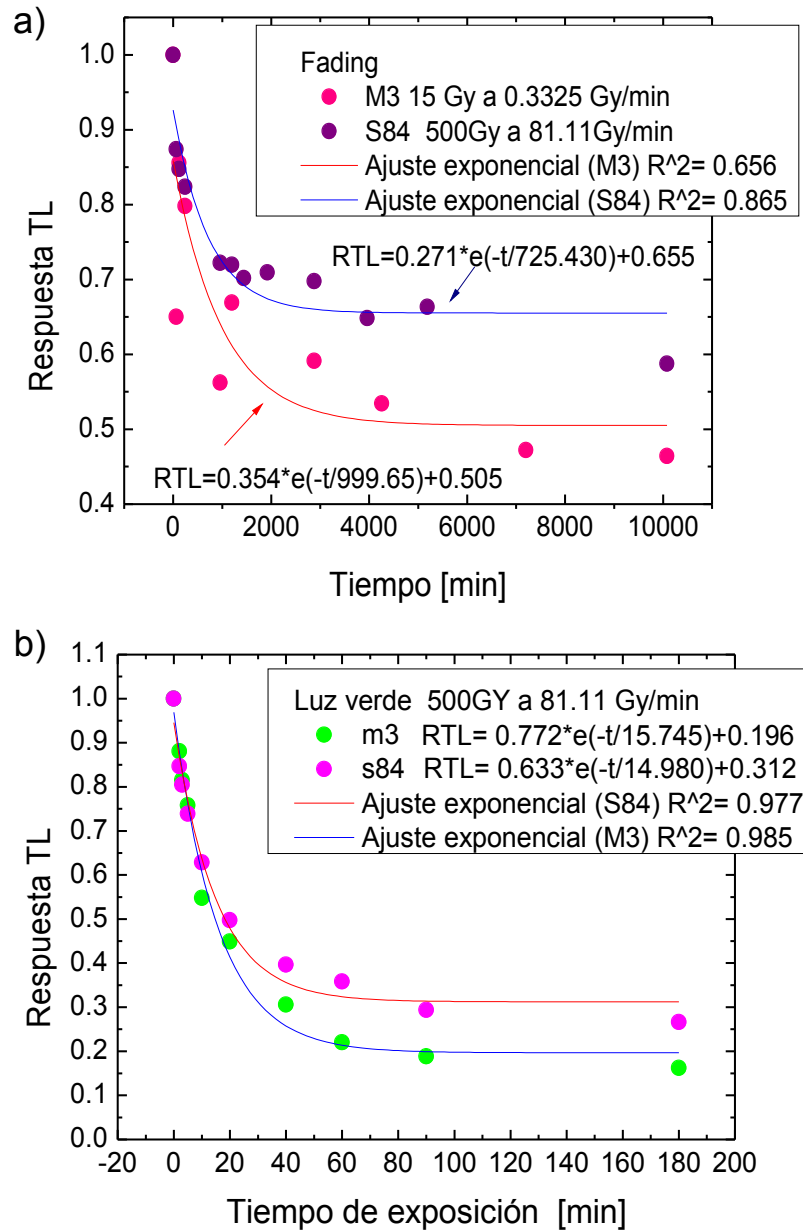 a)
Fading
M3 15 Gy a 0.3325 Gy/min
S84 500Gy a 81.11Gy/min
Ajuste exponencial (M3) R^2= 0.656
Ajuste exponencial (S84) R^2= 0.865
RTL=0.271*e(-t/725.430)+0.655
RTL=0.354*e(-t/999.65)+0.505
1.0
0.9
0.8
0.7
0.6
0.5
0.4
Respuesta TL
0 2000 4000 6000 8000 10000
Tiempo [min]
b)
Luz verde 500GY a 81.11 Gy/min
m3 RTL= 0.772*e(-t/15.745)+0.196
s84 RTL= 0.633*e(-t/14.980)+0.312
Ajuste exponencial (S84) R^2= 0.977
Ajuste exponencial (M3) R^2= 0.985
1.1
1.0
0.9
0.8
0.7
0.6
0.5
0.4
0.3
0.2
0.1
0.0
Respuesta TL
-20 0 20 40 60 80 100 120 140 160 180 200
Tiempo de exposición [min]